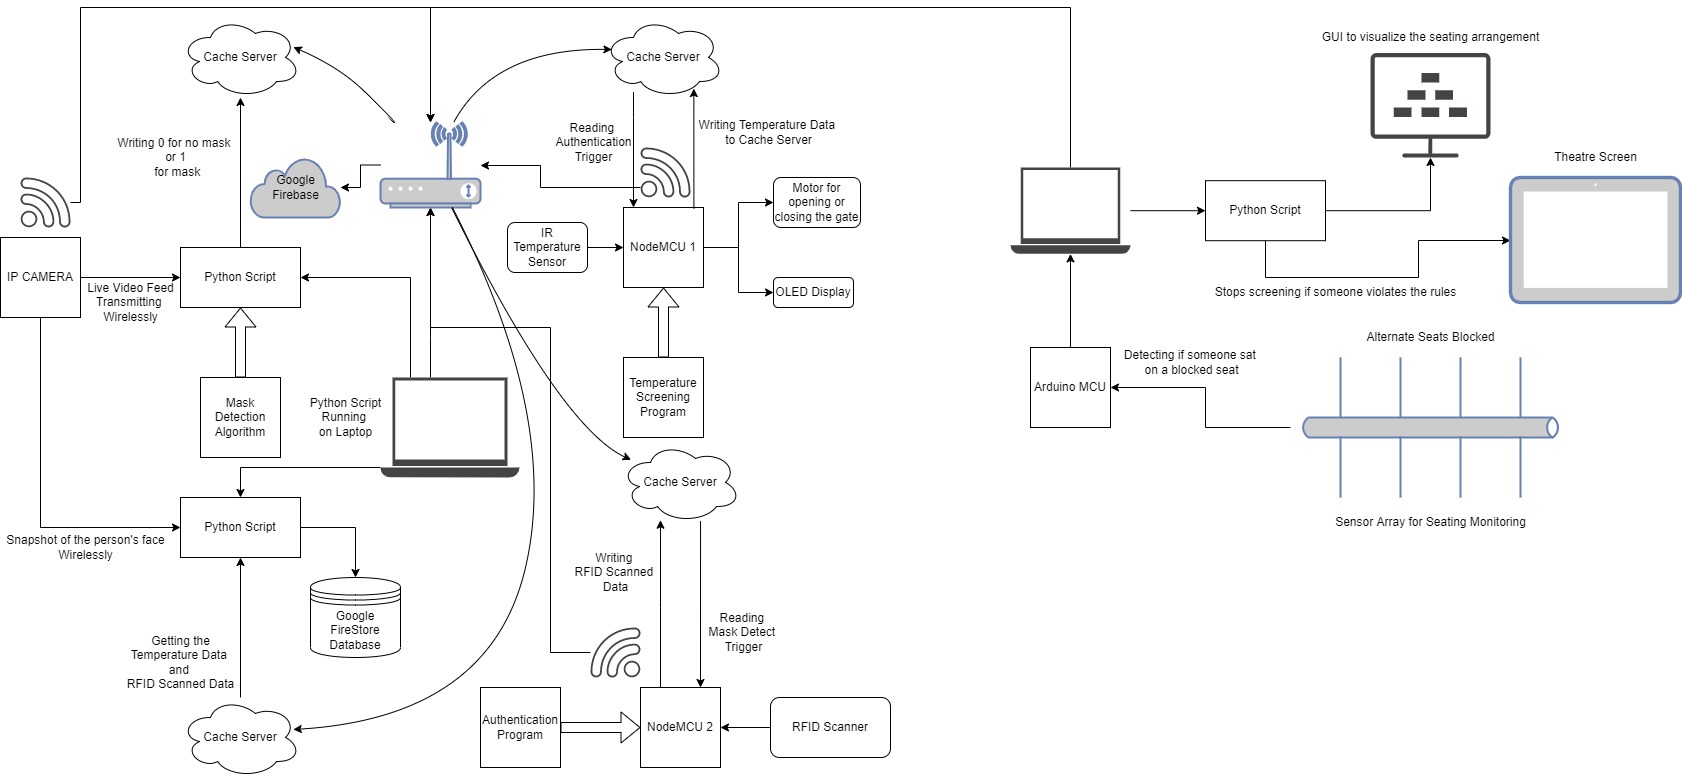 GUI to visualize the seating arrangement
Cache Server
Cache Server
Writing 0 for no mask
or 1
for mask
Reading
Authentication
Trigger
Writing Temperature Data
to Cache Server
Google
Firebase
Theatre Screen
Motor for
opening or
closing the gate
Python Script
IR
Temperature
Sensor
NodeMCU 1
IP CAMERA
Live Video Feed
Transmitting
Wirelessly
Python Script
OLED Display
Stops screening if someone violates the rules
Alternate Seats Blocked
Mask
Detection
Algorithm
Python Script
Running
on Laptop
Temperature
Screening
Program
Arduino MCU
Detecting if someone sat
on a blocked seat
Cache Server
Python Script
Snapshot of the person's face
Wirelessly
Sensor Array for Seating Monitoring
Writing
RFID Scanned
Data
Google
FireStore
Database
Reading
Mask Detect
Trigger
Getting the
Temperature Data
and
RFID Scanned Data
Cache Server
Authentication
Program
NodeMCU 2
RFID Scanner